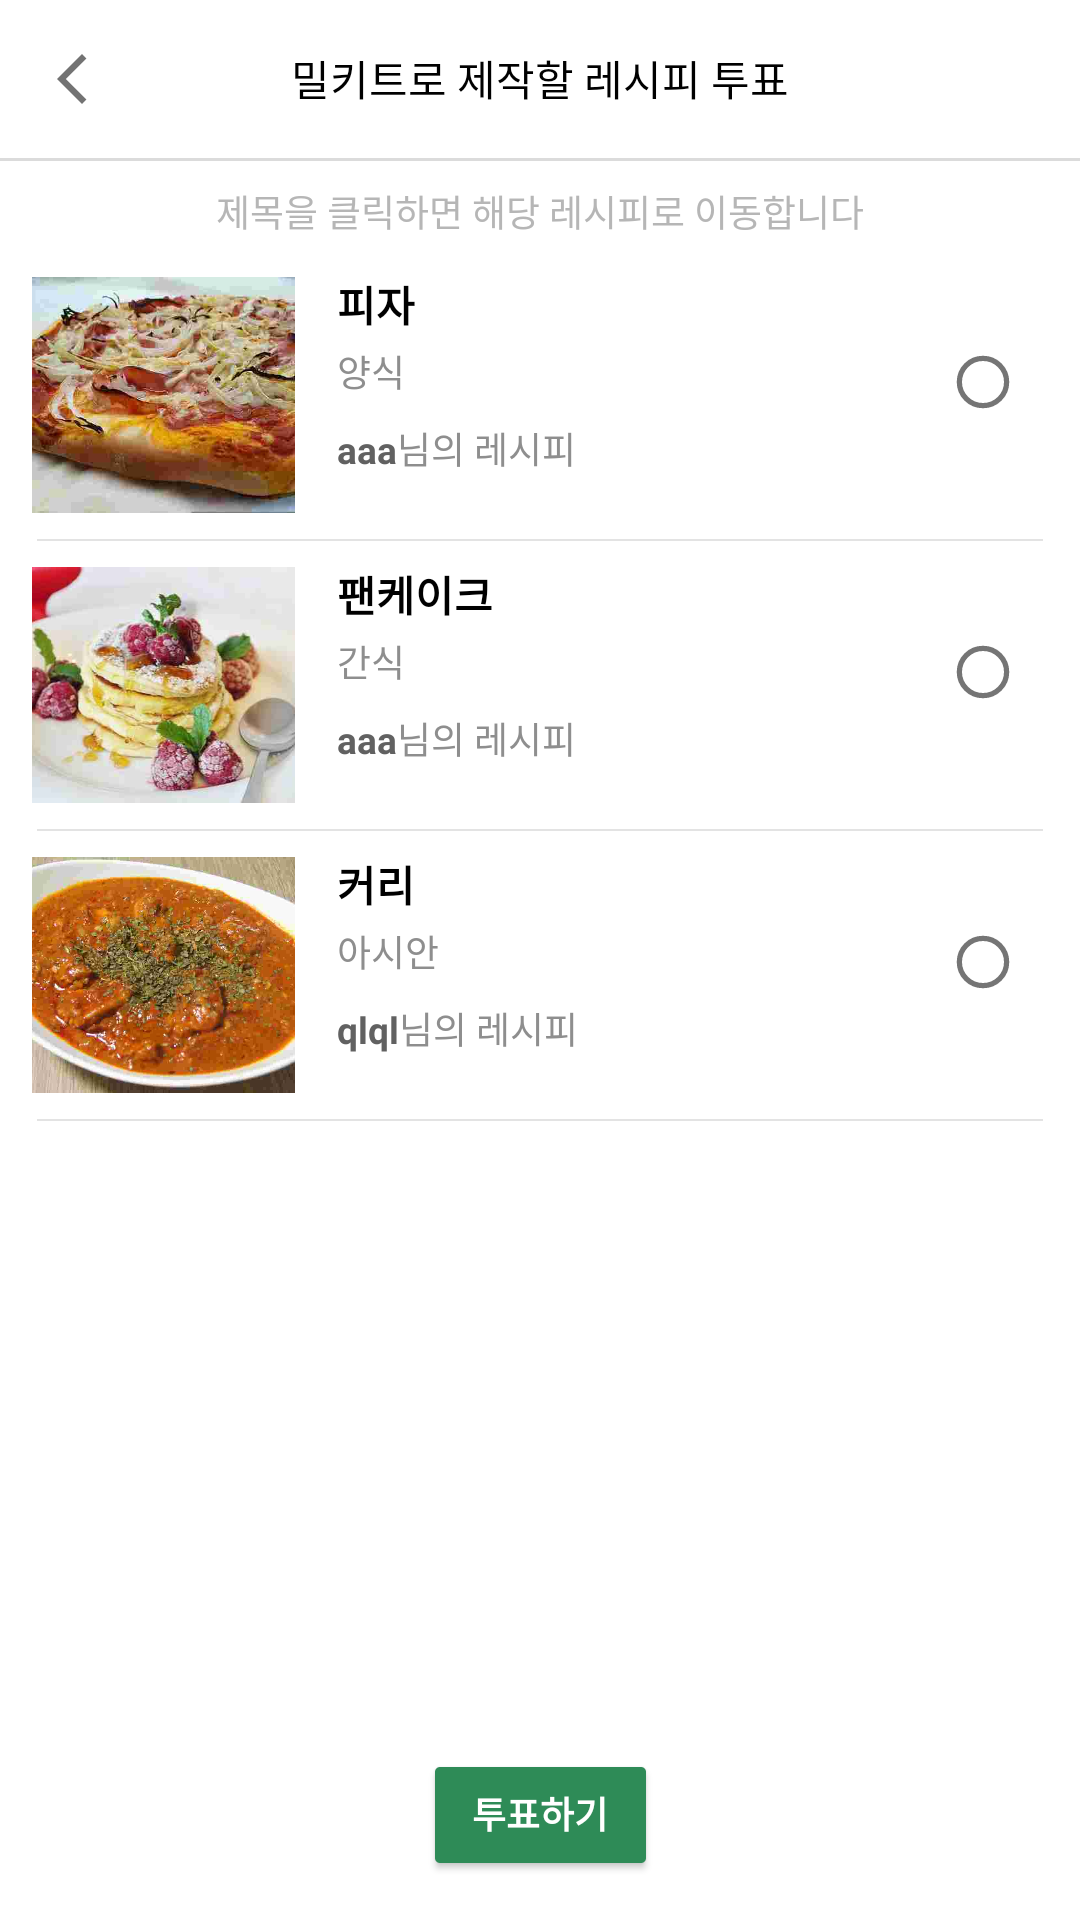 밀키트로 제작할 레시피 투표
제목을 클릭하면 해당 레시피로 이동합니다
피자
양식
aaa님의 레시피
팬케이크
간식
aaa님의 레시피
커리
아시안
qlql님의 레시피
투표하기